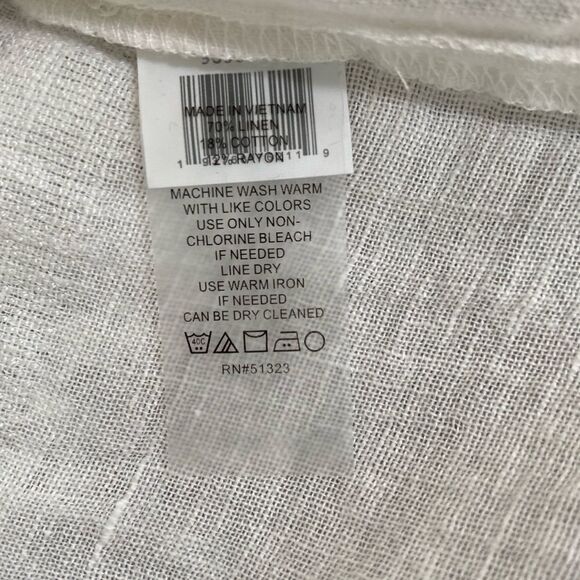 MADE IN VIETNAM
70% LINEN
18% COTTON
12% RAYON
MACHINE WASH WARM
WITH LIKE COLORS
USE ONLY NON-
CHLORINE BLEACH
IF NEEDED
LINE DRY
USE WARM IRON
IF NEEDED
CAN BE DRY CLEANED
40C
RN#51323